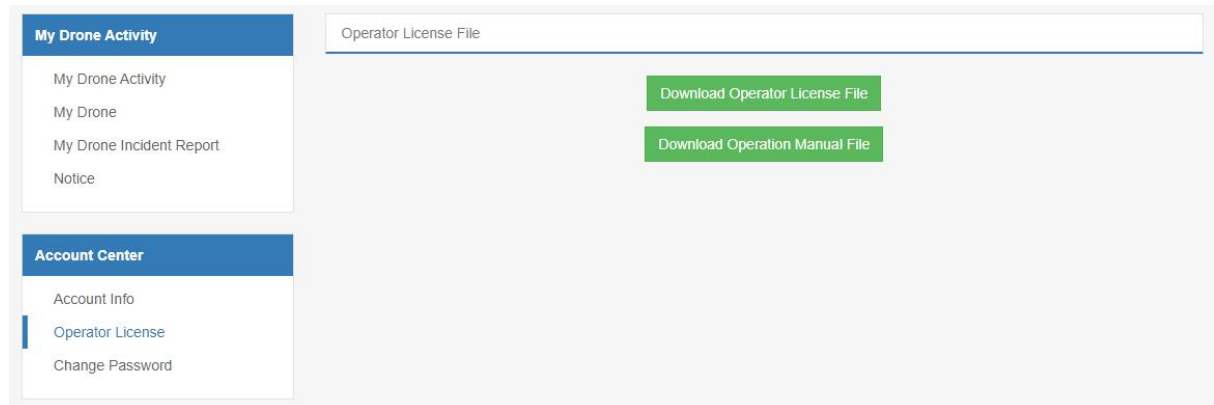 My Drone Activity
My Drone Activity
My Drone
My Drone Incident Report
Notice
Account Center
Account Info
Operator License
Change Password
Operator License File
Download Operator License File
Download Operation Manual File